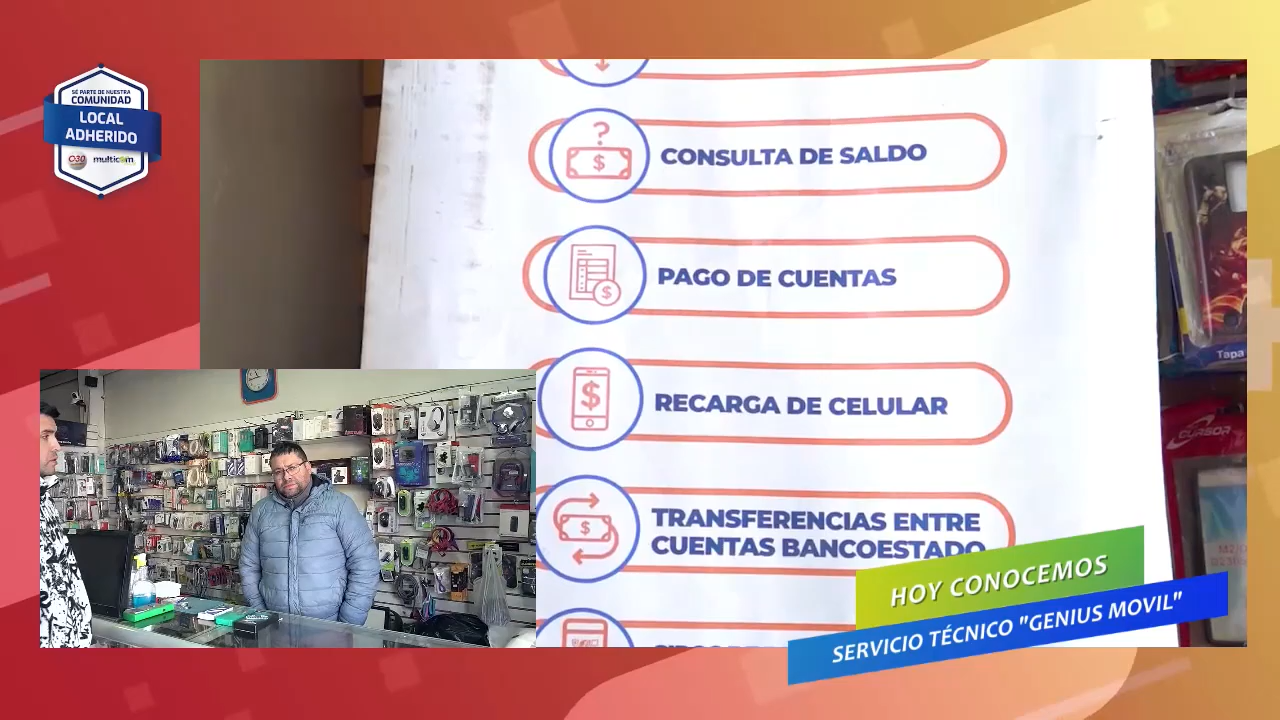 SÉ PARTE DE NUESTRA
COMUNIDAD
LOCAL
ADHERIDO
multicom
CONSULTA DE SALDO
PAGO DE CUENTAS
RECARGA DE CELULAR
TRANSFERENCIAS ENTRE
CUENTAS BANCOESTADO
Tapa
CURSOR
HOY CONOCEMOS
SERVICIO TÉCNICO "GENIUS MOVIL"